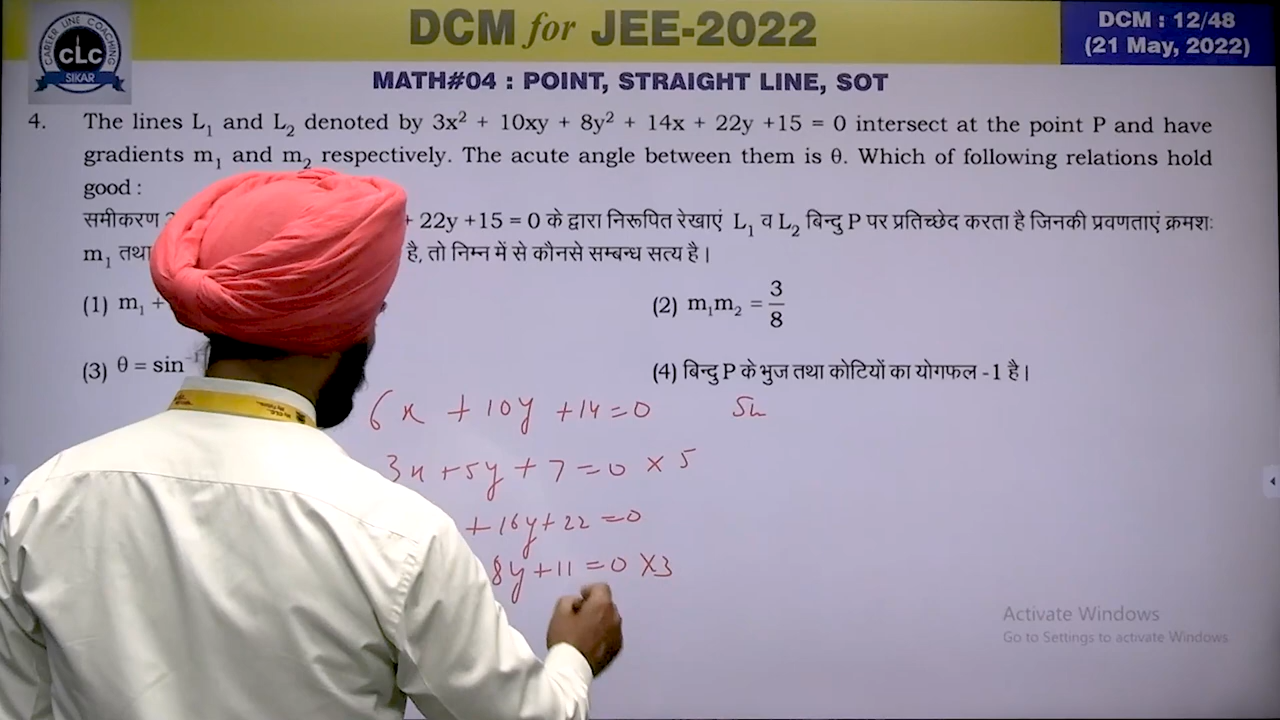 CAREER LINE COACHING
CLC
SIKAR
DCM for JEE-2022
DCM : 12/48
(21 May, 2022)
MATH#04 : POINT, STRAIGHT LINE, SOT
4. The lines L₁ and L₂ denoted by 3x² + 10xy + 8y² + 14x + 22y +15 = 0 intersect at the point P and have
gradients m₁ and m₂ respectively. The acute angle between them is θ. Which of following relations hold
good :
समीकरण + 22y +15 = 0 के द्वारा निरूपित रेखाएं L₁ व L₂ बिन्दु P पर प्रतिच्छेद करता है जिनकी प्रवणताएं क्रमशः
m₁ तथा है, तो निम्न में से कौनसे सम्बन्ध सत्य है।
(1) m₁ +
(2) m₁m₂ = 3/8
(3) θ = sin⁻¹
(4) बिन्दु P के भुज तथा कोटियों का योगफल -1 है।
6x + 10y + 14 = 0
3x + 5y + 7 = 0 × 5
+ 16y + 22 = 0
8y + 11 = 0 × 3
Activate Windows
Go to Settings to activate Windows.